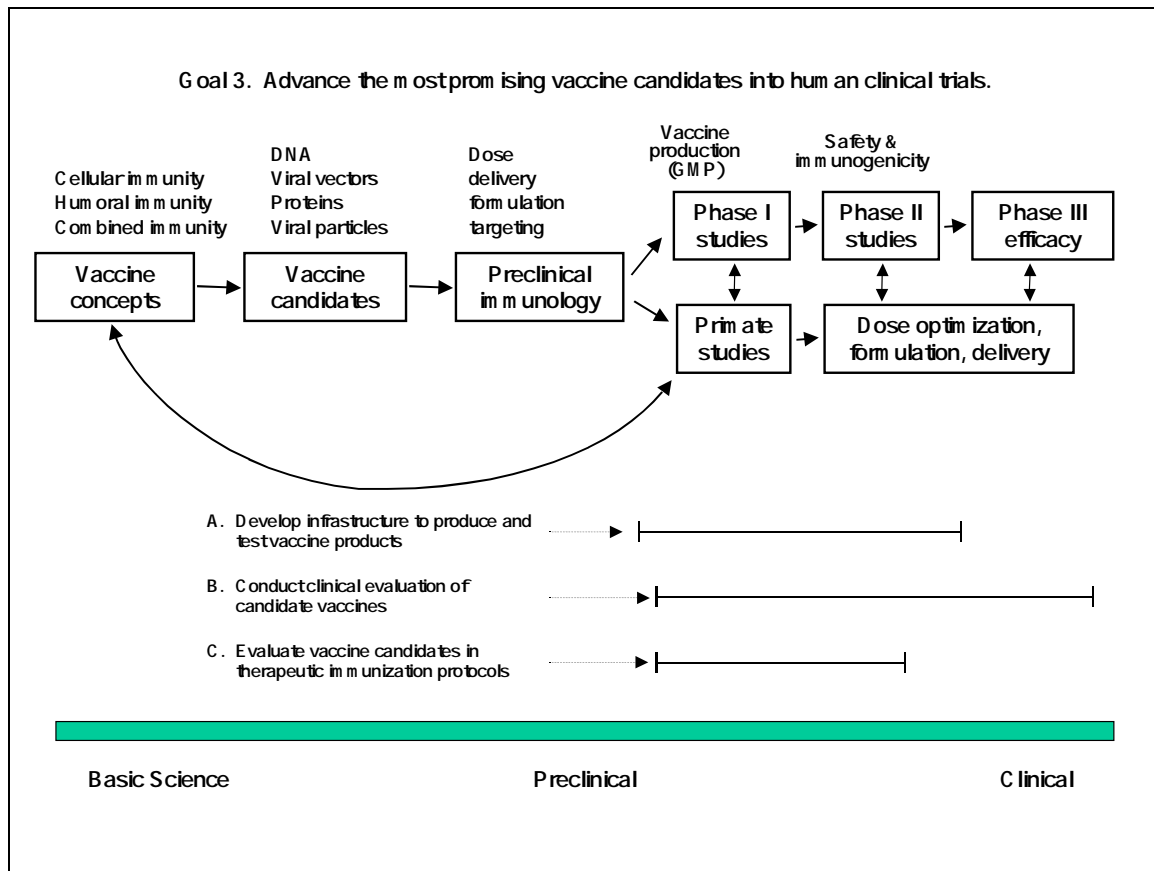 Goal 3. Advance the most promising vaccine candidates into human clinical trials.
Cellular immunity
Humoral immunity
Combined immunity
DNA
Viral vectors
Proteins
Viral particles
Dose
delivery
formulation
targeting
Vaccine
production
(GMP)
Safety &
immunogenicity
Vaccine
concepts
Vaccine
candidates
Preclinical
immunology
Phase I
studies
Phase II
studies
Phase III
efficacy
Primate
studies
Dose optimization,
formulation, delivery
A. Develop infrastructure to produce and
test vaccine products
B. Conduct clinical evaluation of
candidate vaccines
C. Evaluate vaccine candidates in
therapeutic immunization protocols
Basic Science
Preclinical
Clinical